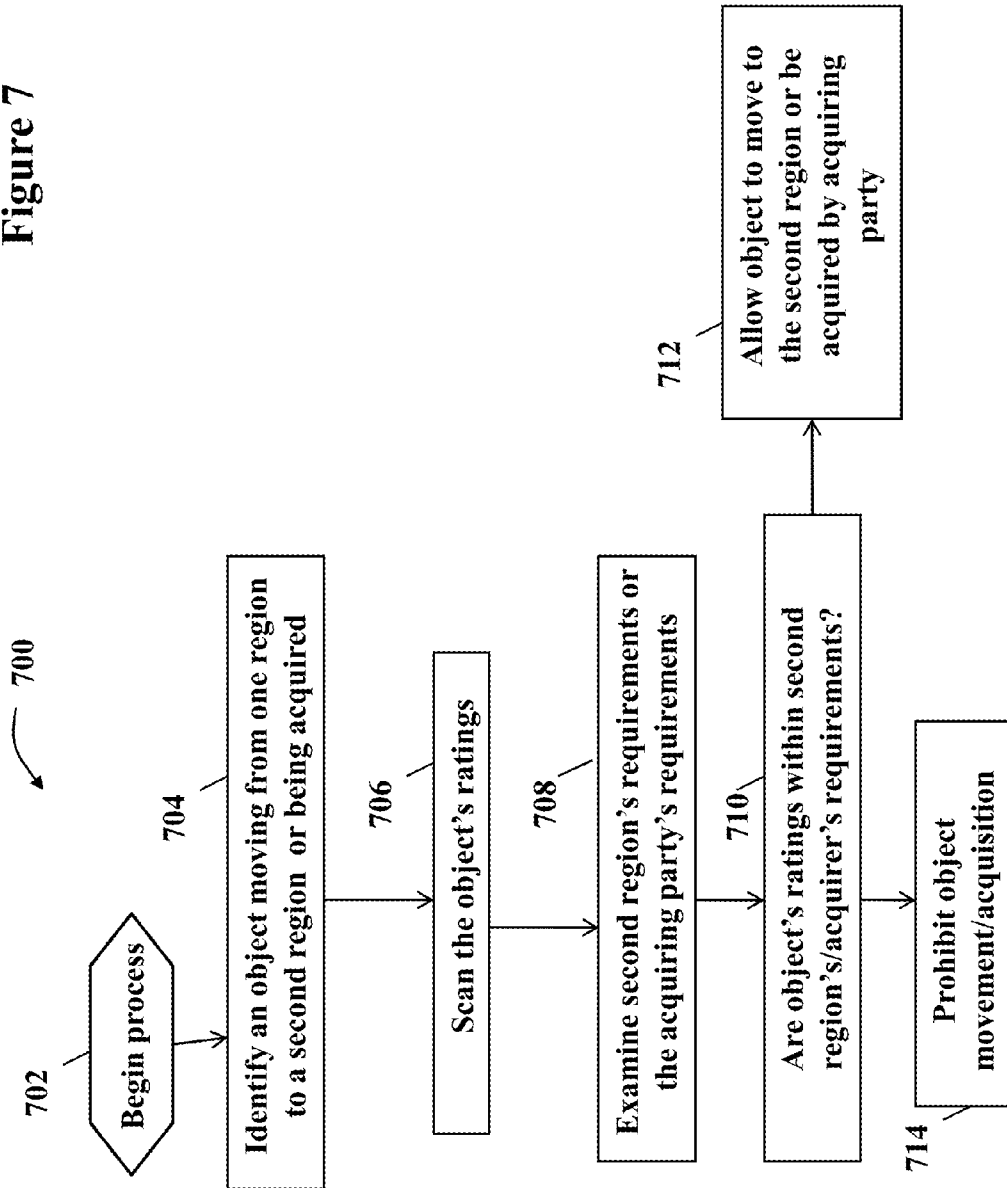 Figure 7
700
702
Begin process
704
Identify an object moving from one region
to a second region or being acquired
706
Scan the object's ratings
708
Examine second region's requirements or
the acquiring party's requirements
710
Are object's ratings within second
region's/acquirer's requirements?
712
Allow object to move to
the second region or be
acquired by acquiring
party
714
Prohibit object
movement/acquisition